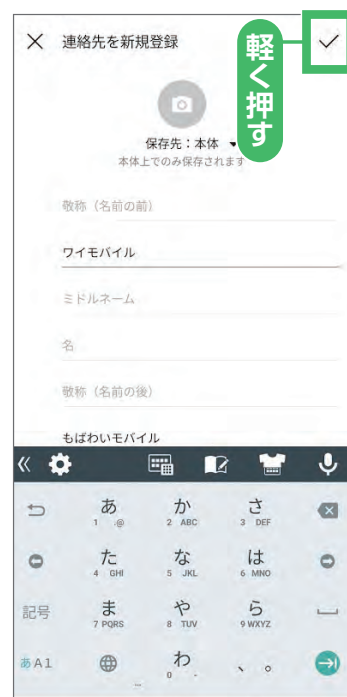 連絡先を新規登録
軽く押す
保存先：本体
本体上でのみ保存されます
敬称（名前の前）
ワイモバイル
ミドルネーム
名
敬称（名前の後）
もばわいモバイル
あ か さ
1 .@ 2 ABC 3 DEF
た な は
4 GHI 5 JKL 6 MNO
記号 ま や ら
7 PQRS 8 TUV 9 WXYZ
あA1 わ 、。
0